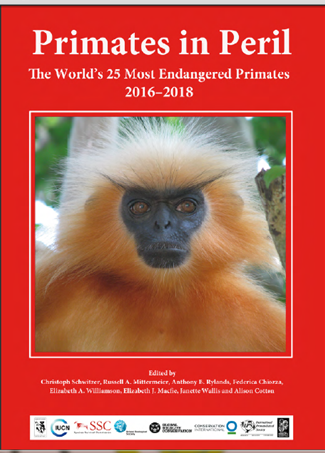 Primates in Peril
The World's 25 Most Endangered Primates
2016–2018
Edited by
Christoph Schwitzer, Russell A. Mittermeier, Anthony B. Rylands, Federica Chiozza,
Elizabeth A. Williamson, Elizabeth J. Macfie, Janette Wallis and Alison Cotton
IUCN
SSC
CONSERVATION
INTERNATIONAL